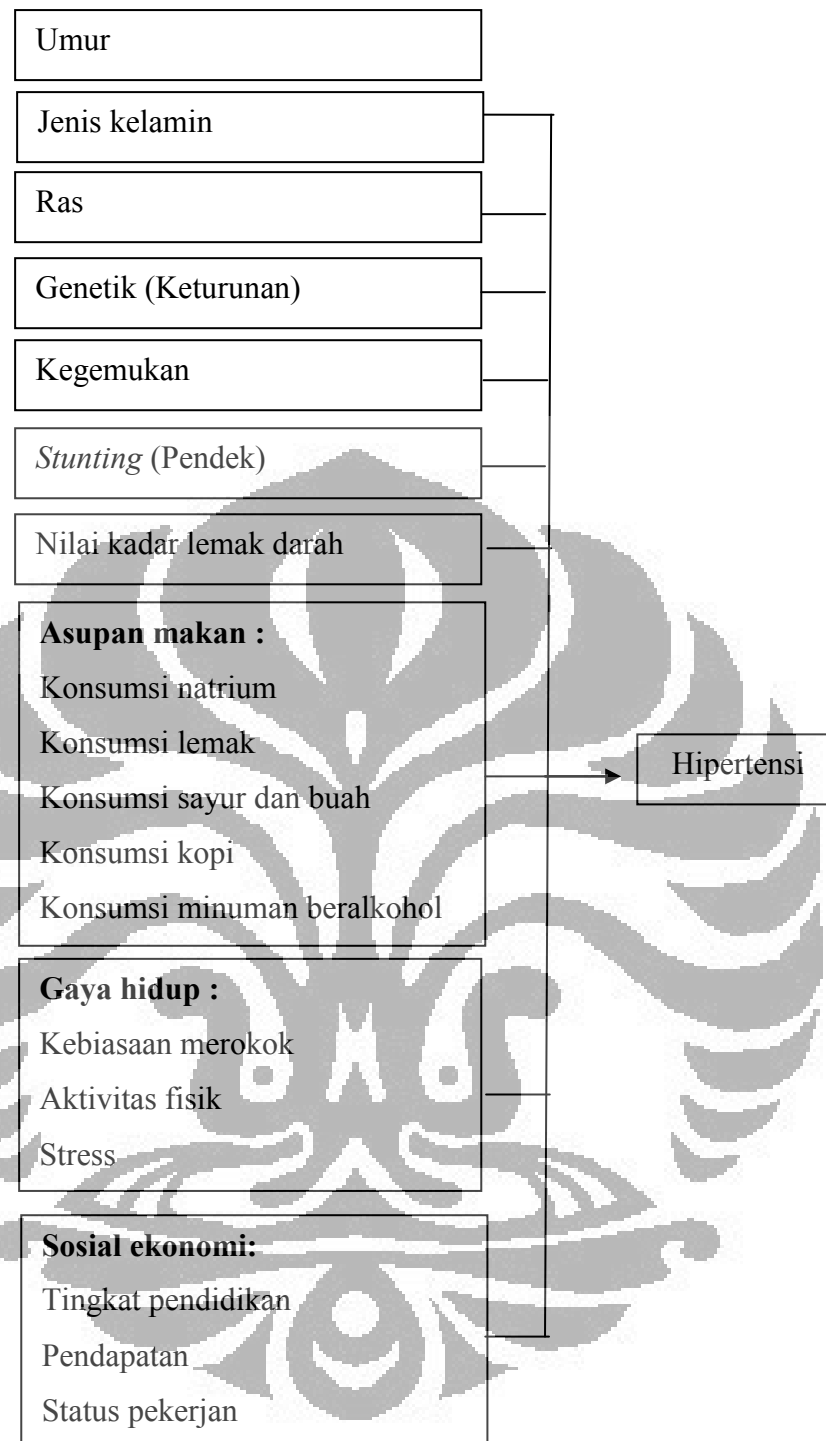 Umur
Jenis kelamin
Ras
Genetik (Keturunan)
Kegemukan
Stunting (Pendek)
Nilai kadar lemak darah
Asupan makan :
Konsumsi natrium
Konsumsi lemak
Konsumsi sayur dan buah
Konsumsi kopi
Konsumsi minuman beralkohol
Hipertensi
Gaya hidup :
Kebiasaan merokok
Aktivitas fisik
Stress
Sosial ekonomi:
Tingkat pendidikan
Pendapatan
Status pekerjan